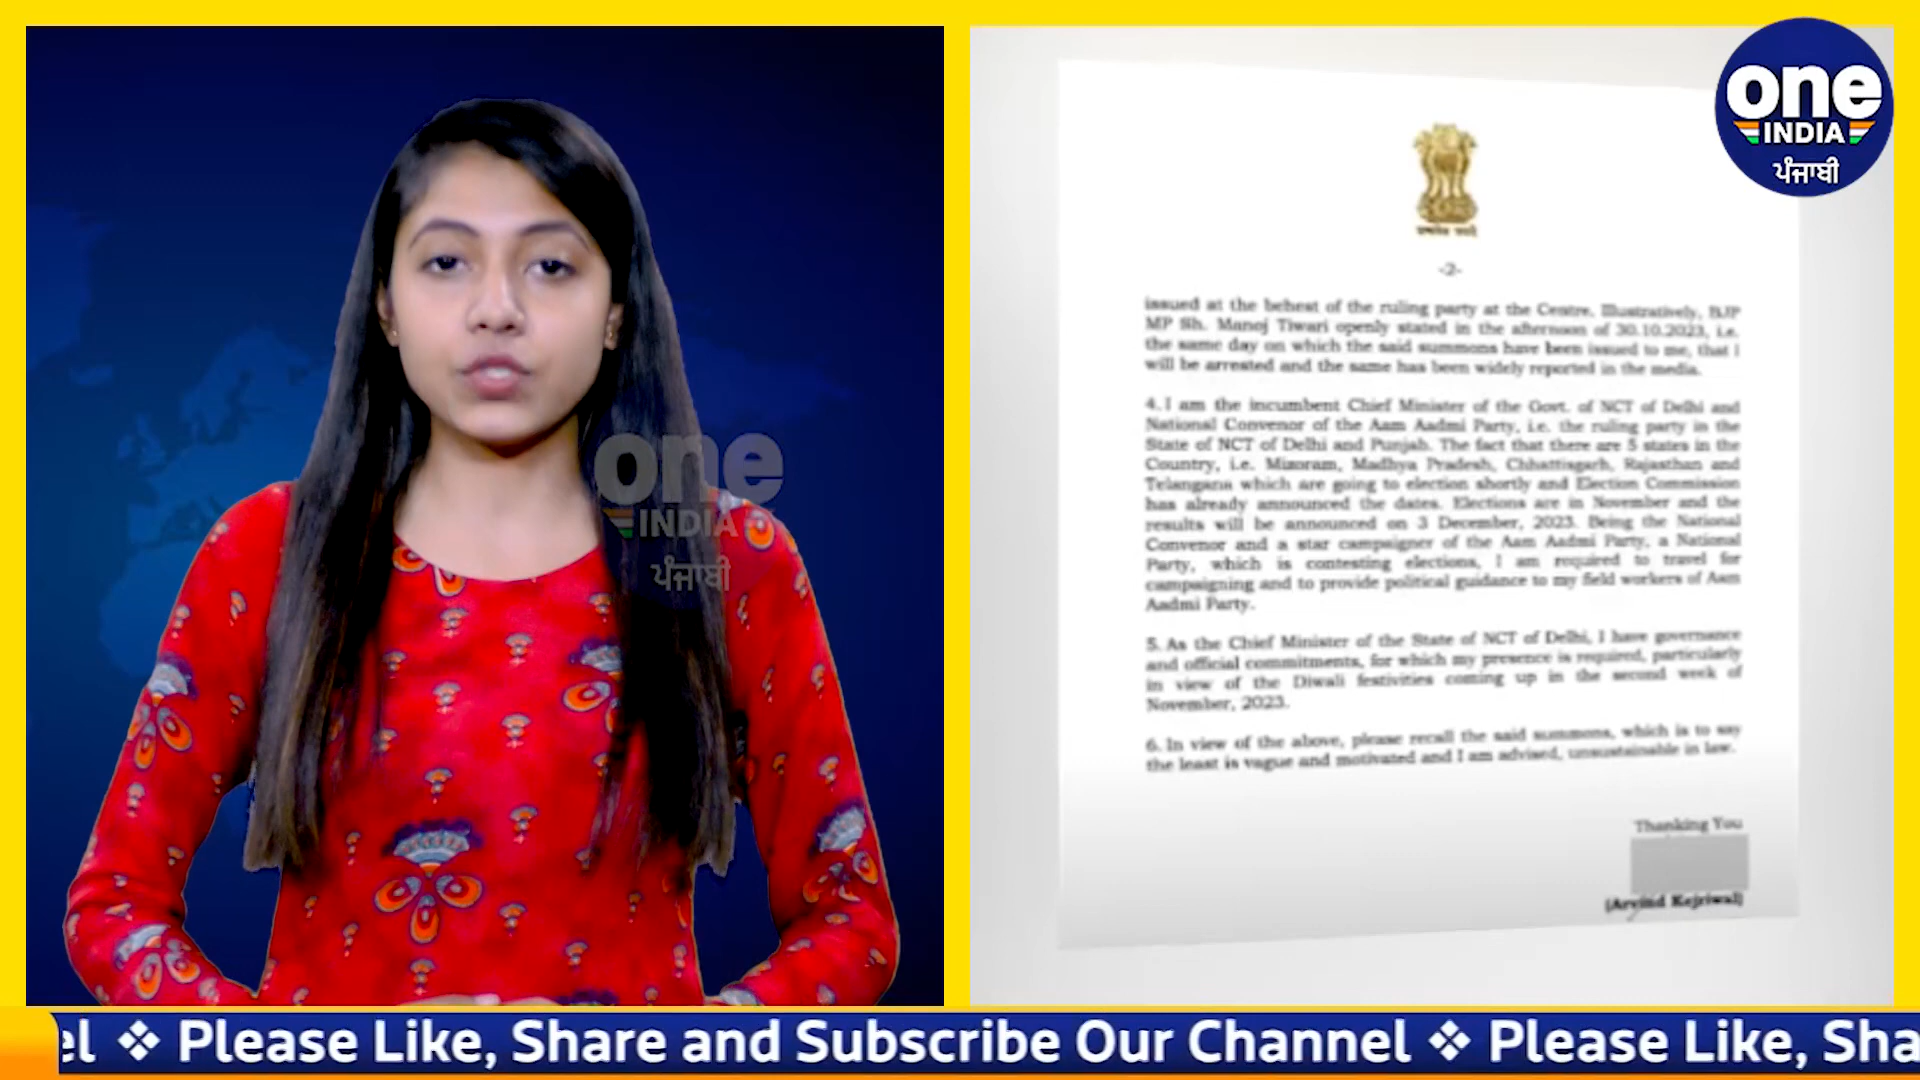 one
INDIA
ਪੰਜਾਬੀ
-2-
issued at the behest of the ruling party at the Centre. Illustratively, BJP
MP Sh. Manoj Tiwari openly stated in the afternoon of 30.10.2023, i.e.
the same day on which the said summons have been issued to me, that I
will be arrested and the same has been widely reported in the media.
4. I am the incumbent Chief Minister of the Govt. of NCT of Delhi and
National Convenor of the Aam Aadmi Party, i.e. the ruling party in the
State of NCT of Delhi and Punjab. The fact that there are 5 states in the
Country, i.e. Mizoram, Madhya Pradesh, Chhattisgarh, Rajasthan and
Telangana which are going to election shortly and Election Commission
has already announced the dates. Elections are in November and the
results will be announced on 3 December, 2023. Being the National
Convenor and a star campaigner of the Aam Aadmi Party, a National
Party, which is contesting elections, I am required to travel for
campaigning and to provide political guidance to my field workers of Aam
Aadmi Party.
5. As the Chief Minister of the State of NCT of Delhi, I have governance
and official commitments, for which my presence is required, particularly
in view of the Diwali festivities coming up in the second week of
November, 2023.
6. In view of the above, please recall the said summons, which is to say
the least is vague and motivated and I am advised, unsustainable in law.
Thanking You
(Arvind Kejriwal)
one
INDIA
ਪੰਜਾਬੀ
el ❖ Please Like, Share and Subscribe Our Channel ❖ Please Like, Sha